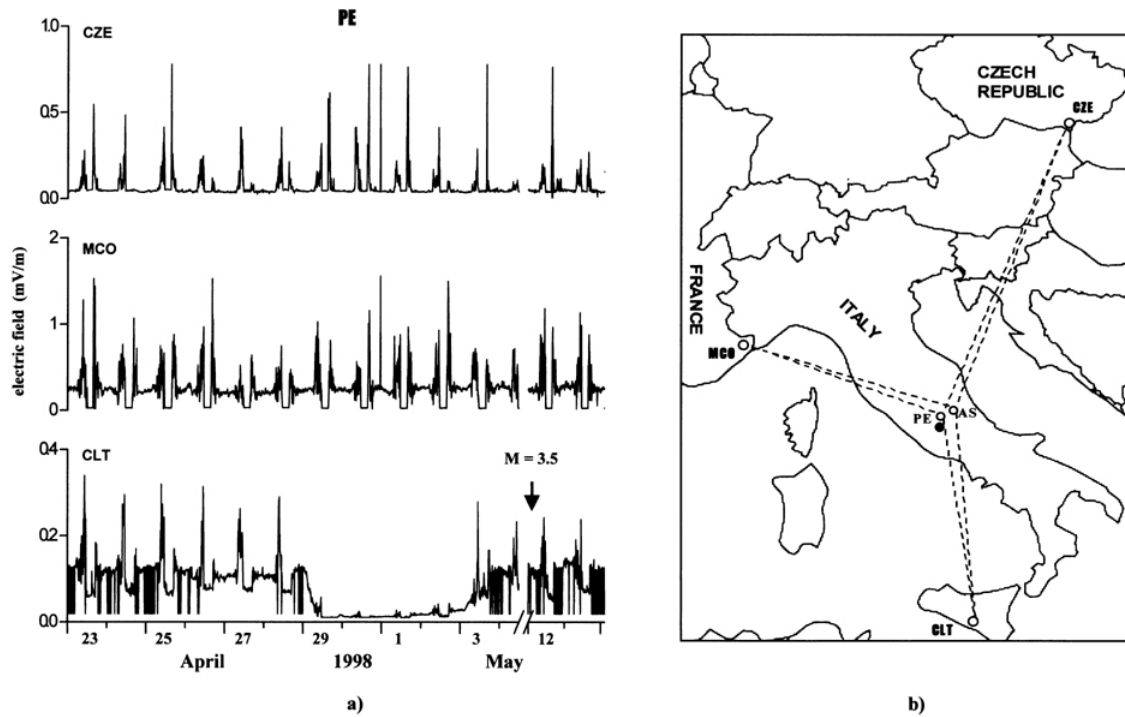 PE
1.0
CZE
0.5
0.0
2
MCO
1
0
electric field (mV/m)
0.4
CLT
M = 3.5
0.2
0.0
23 25 27 29 1 3 12
April 1998 May
a)
CZECH
REPUBLIC
CZE
FRANCE
ITALY
MCO
PE AS
CLT
b)